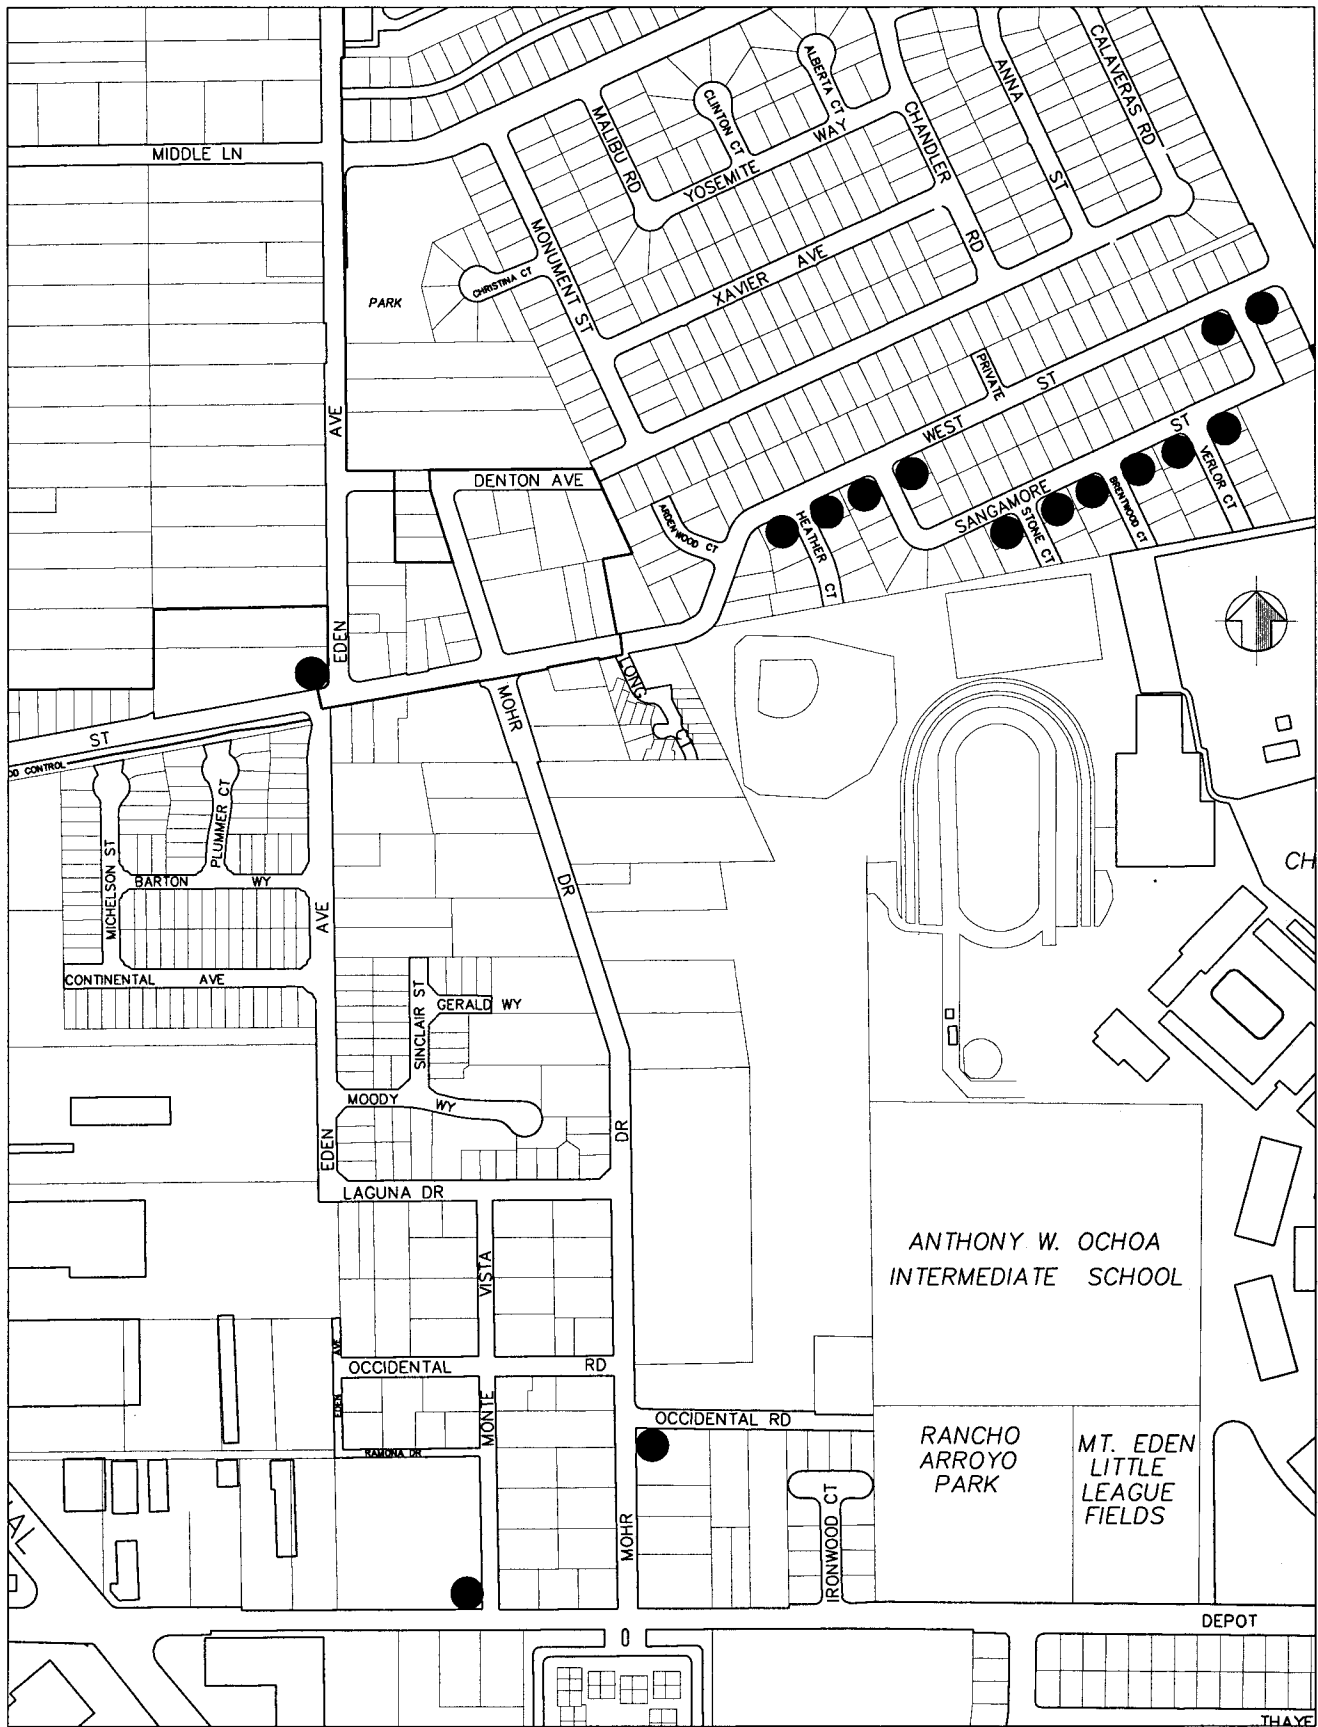 CALAVERAS RD
ALBERTA CT
ANNA
ST
CLINTON CT
CHANDLER
RD
MALIBU RD
YOSEMITE WAY
MIDDLE LN
MONUMENT ST
XAVIER AVE
CHRISTINA CT
PARK
PRIVATE
AVE
WEST ST
ST
DENTON AVE
VERLOR CT
BRENTWOOD CT
SANGAMORE
STONE CT
ARDENWOOD CT
HEATHER CT
EDEN
LONG
MOHR
ST
OD CONTROL
PLUMMER CT
MICHELSON ST
BARTON WY
CH
DR
AVE
CONTINENTAL AVE
SINCLAIR ST
GERALD WY
MOODY WY
DR
EDEN
LAGUNA DR
ANTHONY W. OCHOA
INTERMEDIATE SCHOOL
VISTA
AVE
OCCIDENTAL RD
EDEN
MONTE
OCCIDENTAL RD
RAMONA DR
RANCHO
ARROYO
PARK
MT. EDEN
LITTLE
LEAGUE
FIELDS
IRONWOOD CT
MOHR
AL
DEPOT
THAYE